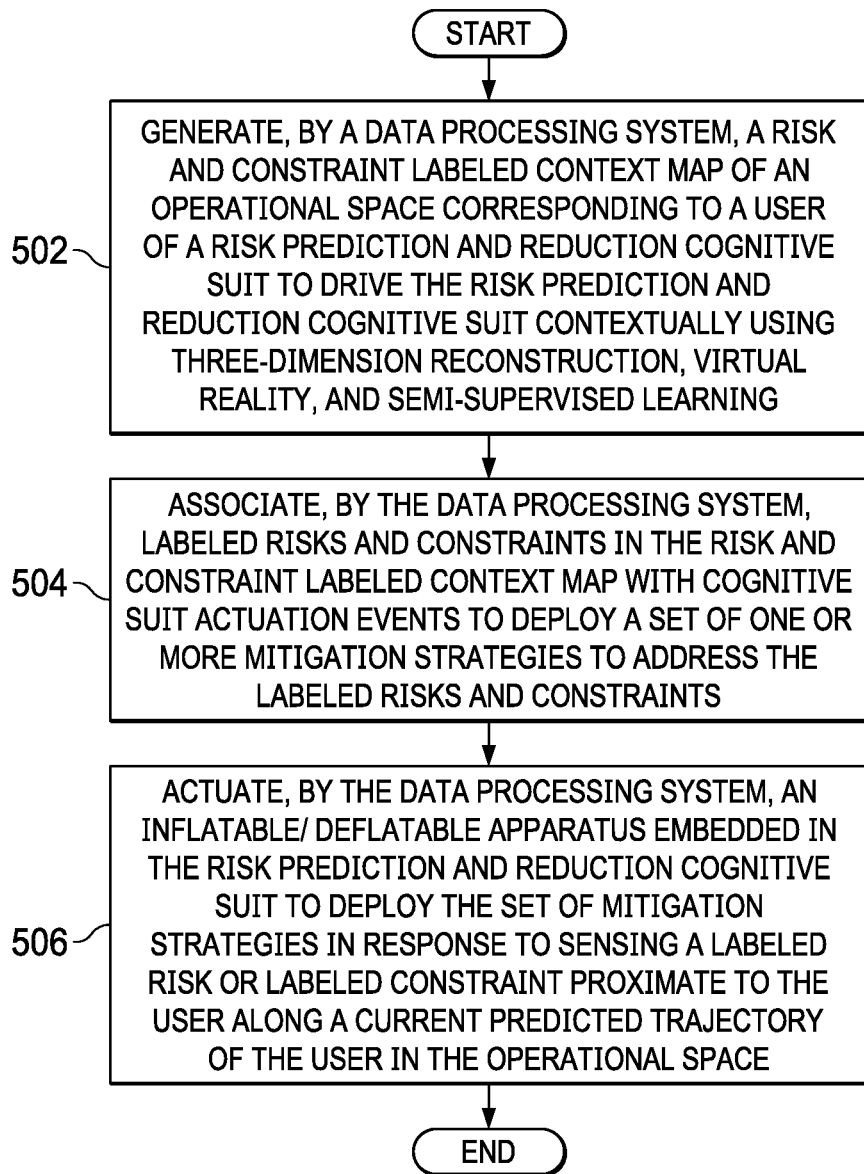 START
GENERATE, BY A DATA PROCESSING SYSTEM, A RISK
AND CONSTRAINT LABELED CONTEXT MAP OF AN
OPERATIONAL SPACE CORRESPONDING TO A USER
OF A RISK PREDICTION AND REDUCTION COGNITIVE
SUIT TO DRIVE THE RISK PREDICTION AND
REDUCTION COGNITIVE SUIT CONTEXTUALLY USING
THREE-DIMENSION RECONSTRUCTION, VIRTUAL
REALITY, AND SEMI-SUPERVISED LEARNING
502
ASSOCIATE, BY THE DATA PROCESSING SYSTEM,
LABELED RISKS AND CONSTRAINTS IN THE RISK AND
CONSTRAINT LABELED CONTEXT MAP WITH COGNITIVE
SUIT ACTUATION EVENTS TO DEPLOY A SET OF ONE OR
MORE MITIGATION STRATEGIES TO ADDRESS THE
LABELED RISKS AND CONSTRAINTS
504
ACTUATE, BY THE DATA PROCESSING SYSTEM, AN
INFLATABLE/ DEFLATABLE APPARATUS EMBEDDED IN
THE RISK PREDICTION AND REDUCTION COGNITIVE
SUIT TO DEPLOY THE SET OF MITIGATION
STRATEGIES IN RESPONSE TO SENSING A LABELED
RISK OR LABELED CONSTRAINT PROXIMATE TO THE
USER ALONG A CURRENT PREDICTED TRAJECTORY
OF THE USER IN THE OPERATIONAL SPACE
506
END